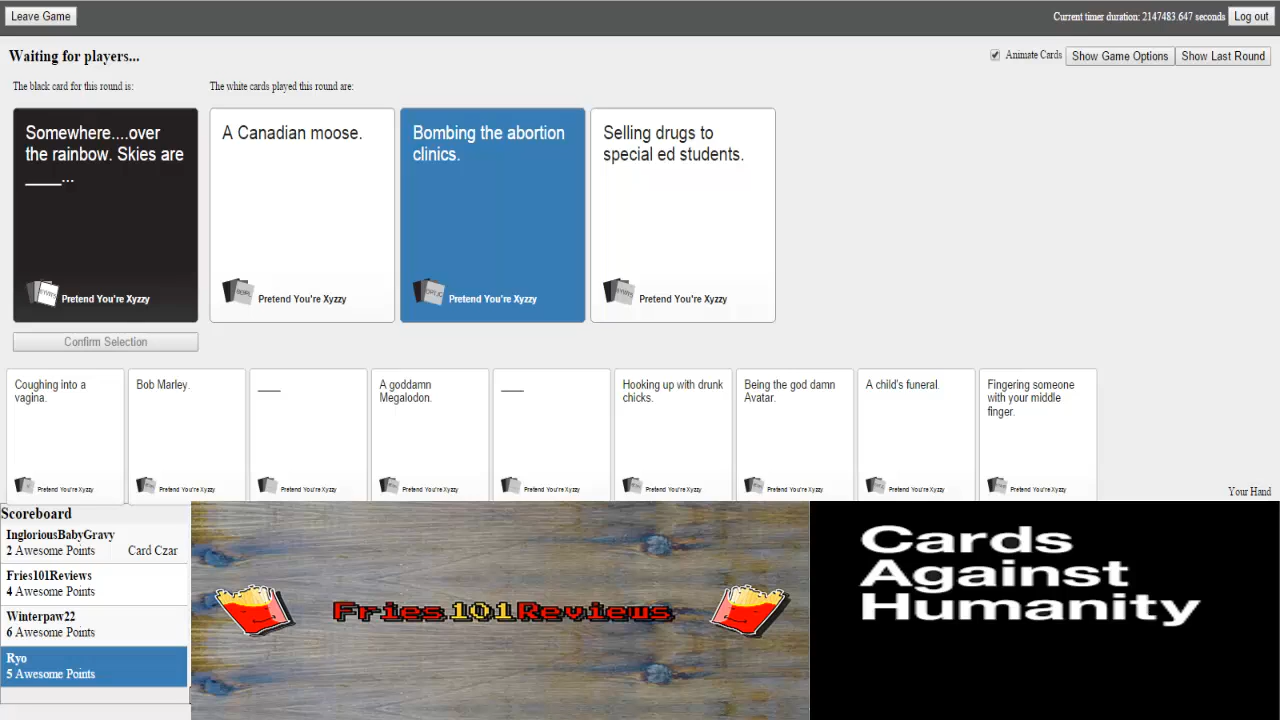 Leave Game
Current timer duration: 2147483.647 seconds
Log out
Waiting for players...
Animate Cards
Show Game Options
Show Last Round
The black card for this round is:
The white cards played this round are:
Somewhere....over
the rainbow. Skies are
____...
Pretend You're Xyzzy
A Canadian moose.
Pretend You're Xyzzy
Bombing the abortion
clinics.
Pretend You're Xyzzy
Selling drugs to
special ed students.
Pretend You're Xyzzy
Confirm Selection
Coughing into a
vagina.
Pretend You're Xyzzy
Bob Marley.
Pretend You're Xyzzy
____
Pretend You're Xyzzy
A goddamn
Megalodon.
Pretend You're Xyzzy
____
Pretend You're Xyzzy
Hooking up with drunk
chicks.
Pretend You're Xyzzy
Being the god damn
Avatar.
Pretend You're Xyzzy
A child's funeral.
Pretend You're Xyzzy
Fingering someone
with your middle
finger.
Pretend You're Xyzzy
Your Hand
Scoreboard
IngloriousBabyGravy
2 Awesome Points
Card Czar
Fries101Reviews
4 Awesome Points
Winterpaw22
6 Awesome Points
Ryo
5 Awesome Points
Fries101Reviews
Cards
Against
Humanity